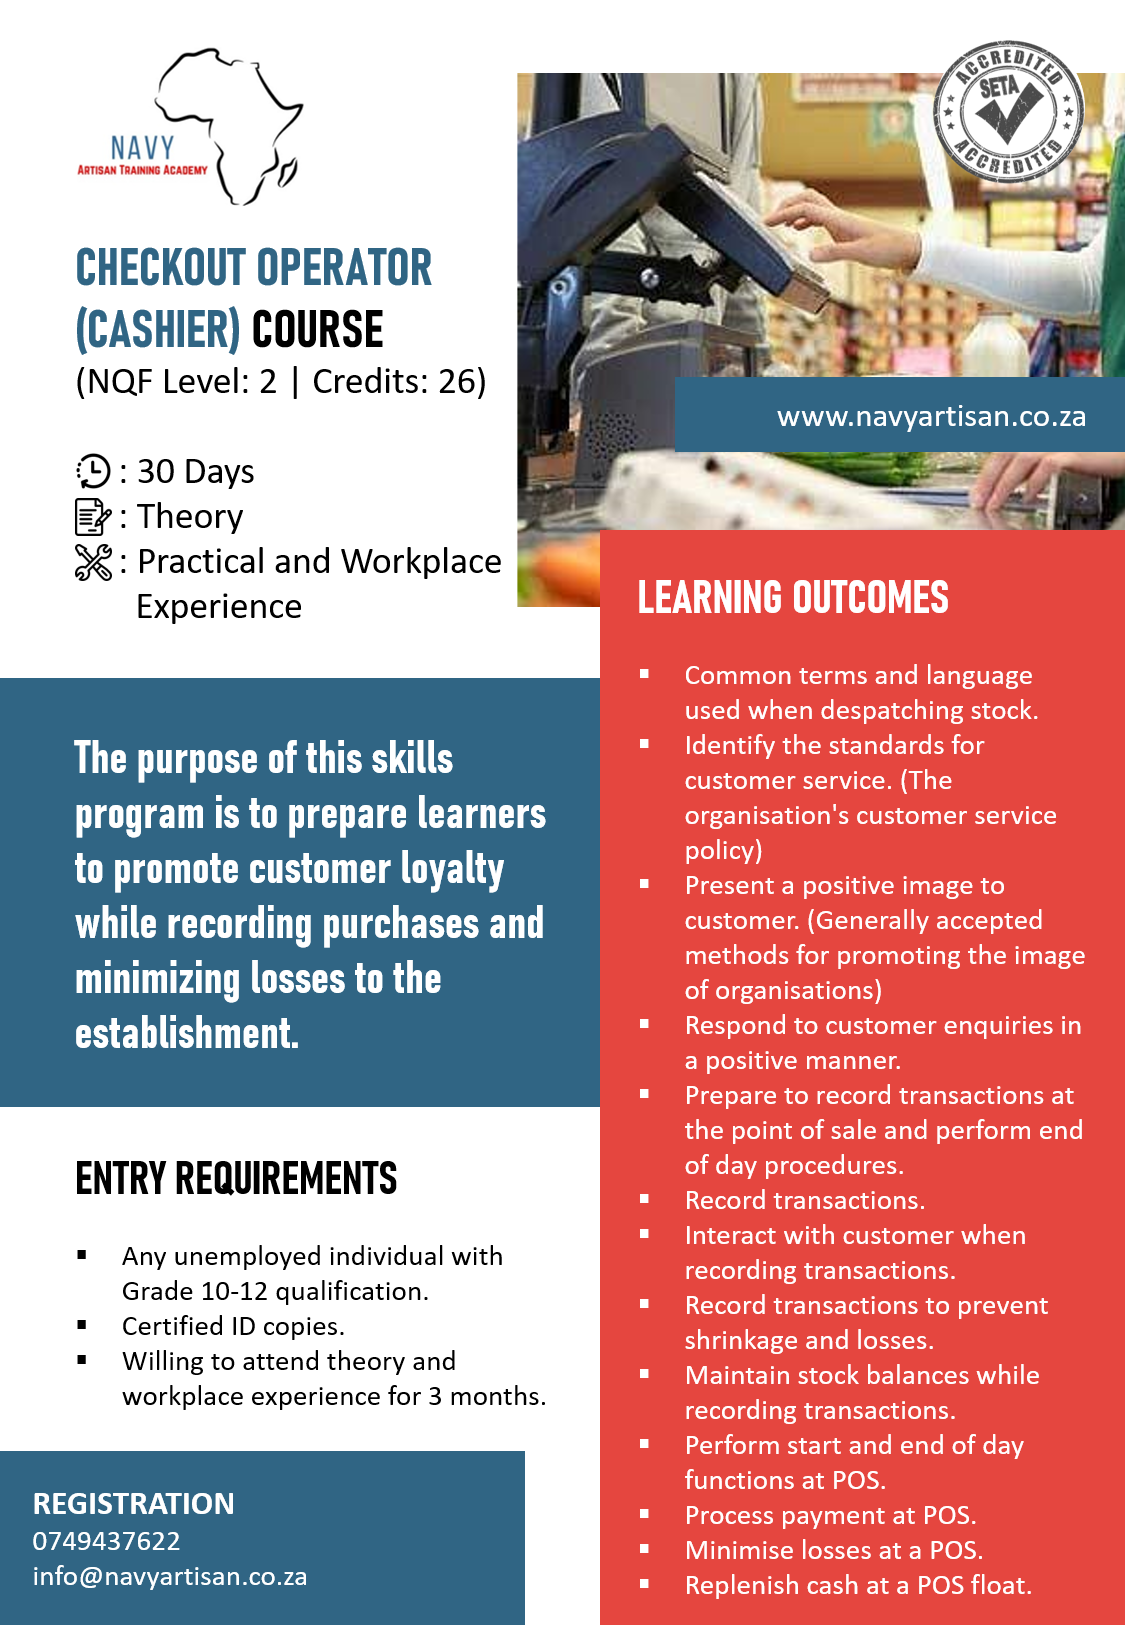 NAVY
ARTISAN TRAINING ACADEMY
ACCREDITED
SETA
ACCREDITED
CHECKOUT OPERATOR
(CASHIER) COURSE
(NQF Level: 2 | Credits: 26)
: 30 Days
: Theory
: Practical and Workplace
Experience
www.navyartisan.co.za
The purpose of this skills
program is to prepare learners
to promote customer loyalty
while recording purchases and
minimizing losses to the
establishment.
ENTRY REQUIREMENTS
▪ Any unemployed individual with
Grade 10-12 qualification.
▪ Certified ID copies.
▪ Willing to attend theory and
workplace experience for 3 months.
REGISTRATION
0749437622
info@navyartisan.co.za
LEARNING OUTCOMES
▪ Common terms and language
used when despatching stock.
▪ Identify the standards for
customer service. (The
organisation's customer service
policy)
▪ Present a positive image to
customer. (Generally accepted
methods for promoting the image
of organisations)
▪ Respond to customer enquiries in
a positive manner.
▪ Prepare to record transactions at
the point of sale and perform end
of day procedures.
▪ Record transactions.
▪ Interact with customer when
recording transactions.
▪ Record transactions to prevent
shrinkage and losses.
▪ Maintain stock balances while
recording transactions.
▪ Perform start and end of day
functions at POS.
▪ Process payment at POS.
▪ Minimise losses at a POS.
▪ Replenish cash at a POS float.